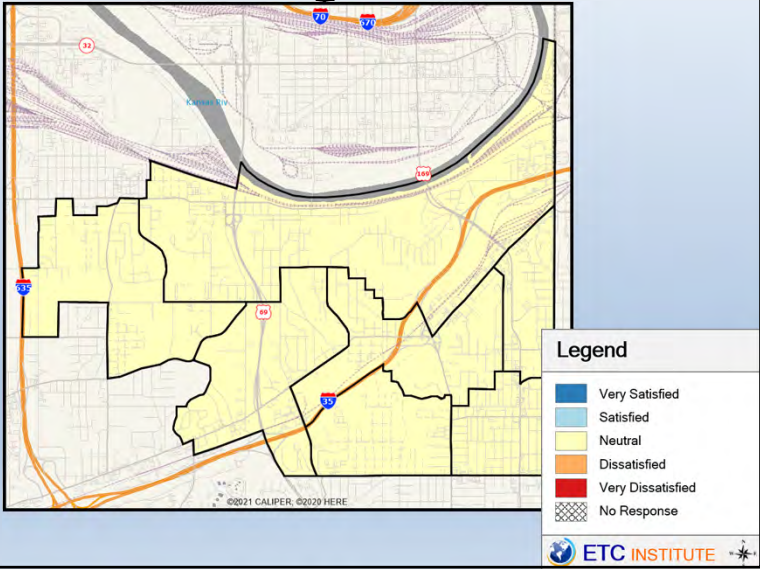 70
670
32
Kansas Riv
169
635
69
35
©2021 CALIPER; ©2020 HERE
Legend
Very Satisfied
Satisfied
Neutral
Dissatisfied
Very Dissatisfied
No Response
ETC INSTITUTE
N
W
E
S